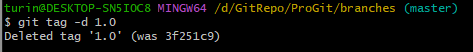 turin@DESKTOP-SN5IOC8 MINGW64 /d/GitRepo/ProGit/branches (master)
$ git tag -d 1.0
Deleted tag '1.0' (was 3f251c9)